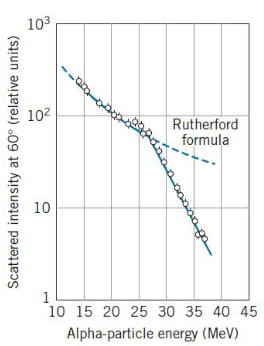 Scattered intensity at 60° (relative units)
10³
10²
10
1
Rutherford
formula
10 15 20 25 30 35 40 45
Alpha-particle energy (MeV)